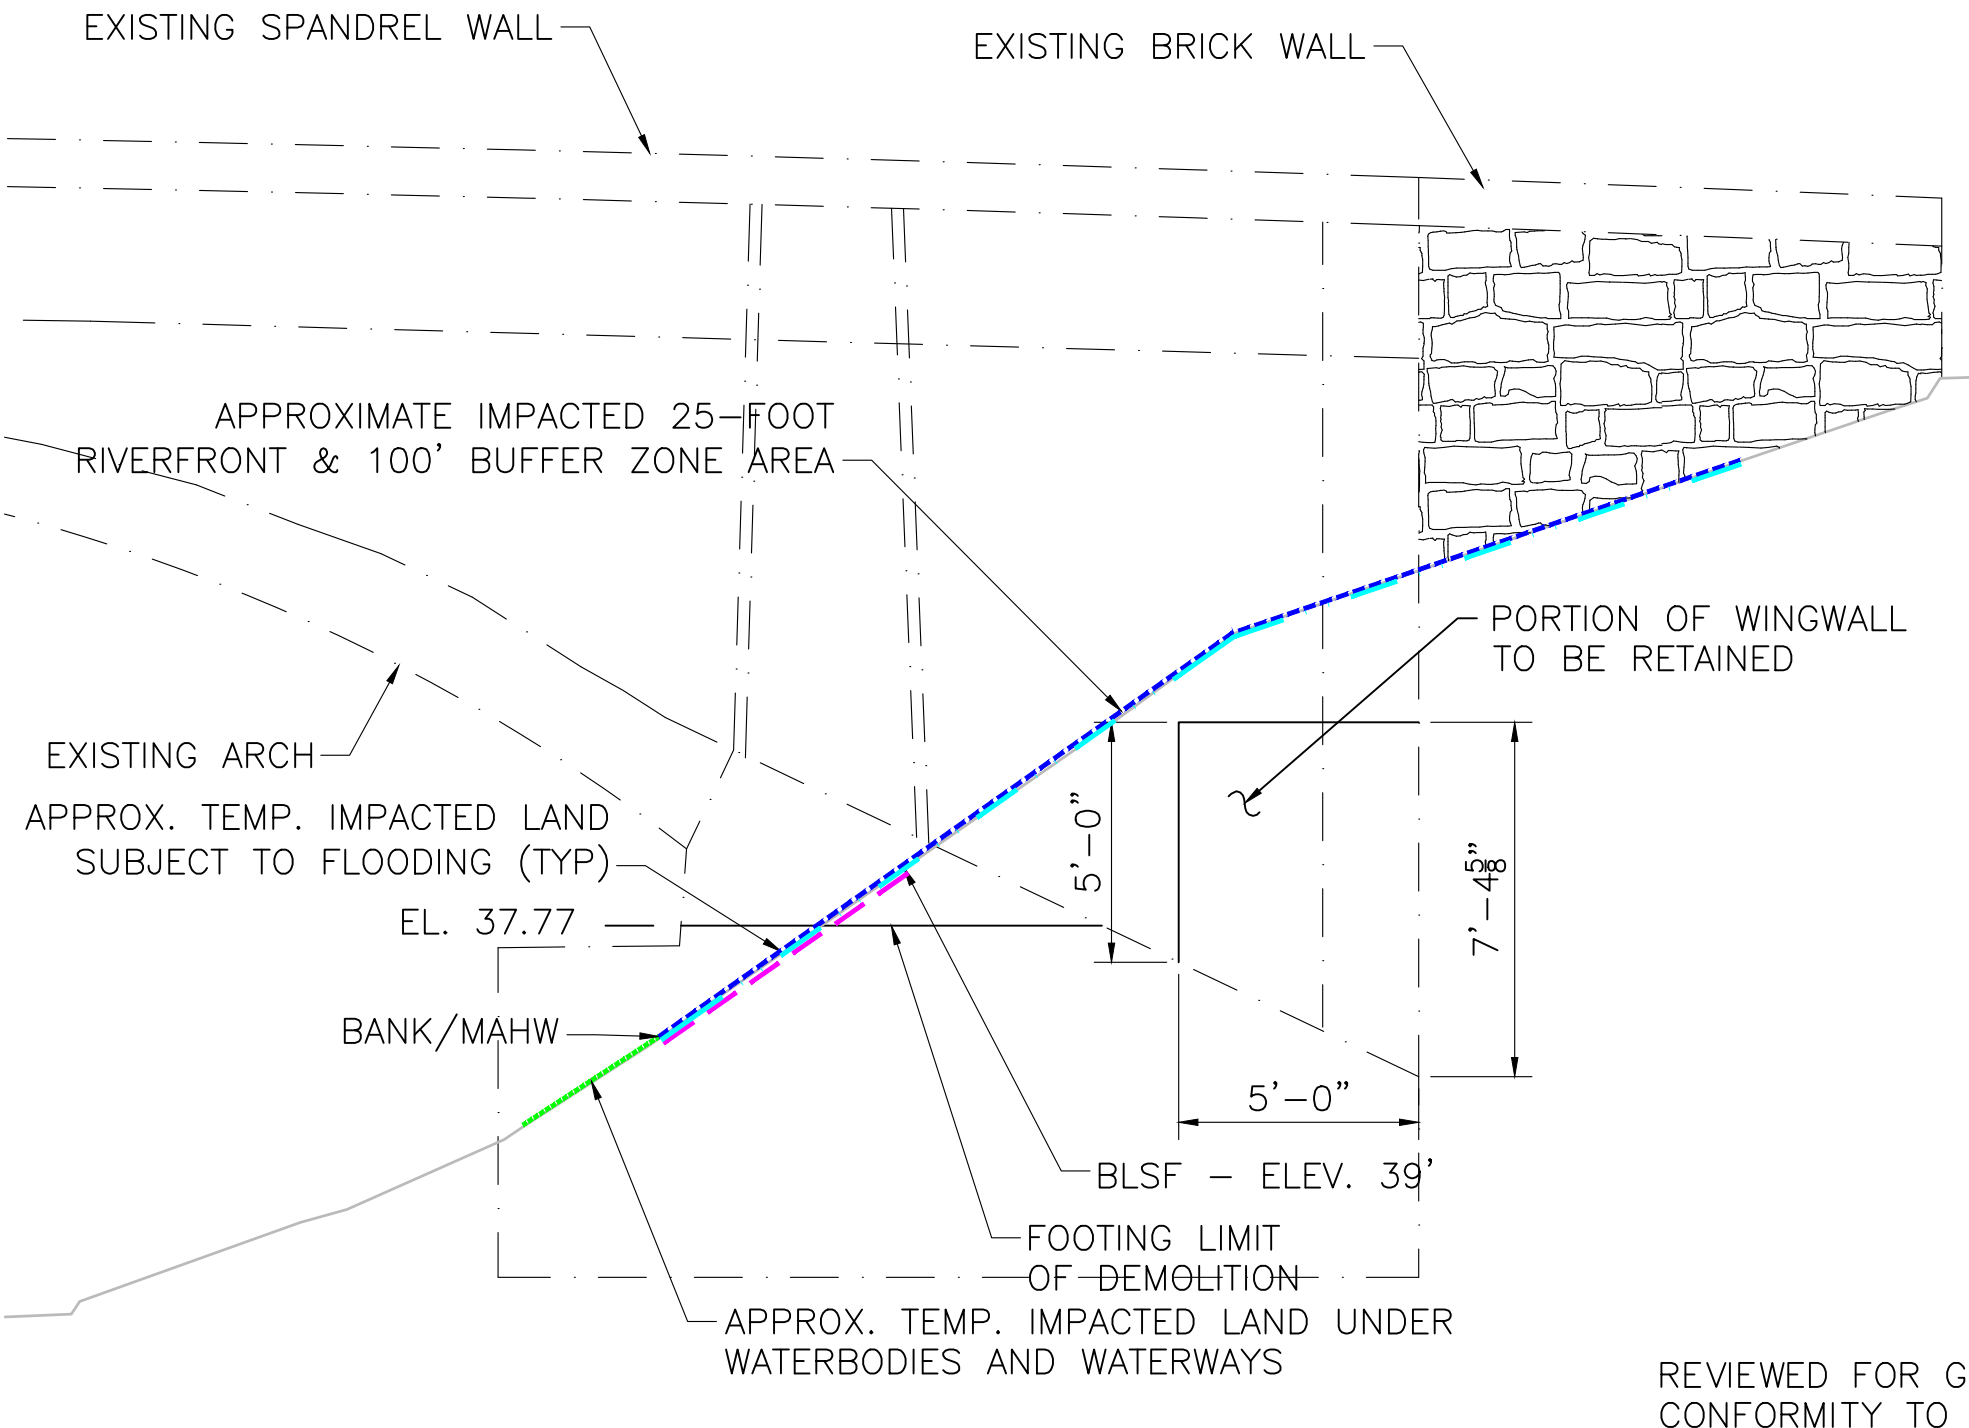 EXISTING SPANDREL WALL
EXISTING BRICK WALL
APPROXIMATE IMPACTED 25-FOOT
RIVERFRONT & 100' BUFFER ZONE AREA
PORTION OF WINGWALL
TO BE RETAINED
EXISTING ARCH
APPROX. TEMP. IMPACTED LAND
SUBJECT TO FLOODING (TYP)
5'-0"
7'-4 5/8"
EL. 37.77
BANK/MAHW
5'-0"
BLSF - ELEV. 39'
FOOTING LIMIT
OF DEMOLITION
APPROX. TEMP. IMPACTED LAND UNDER
WATERBODIES AND WATERWAYS
REVIEWED FOR G
CONFORMITY TO